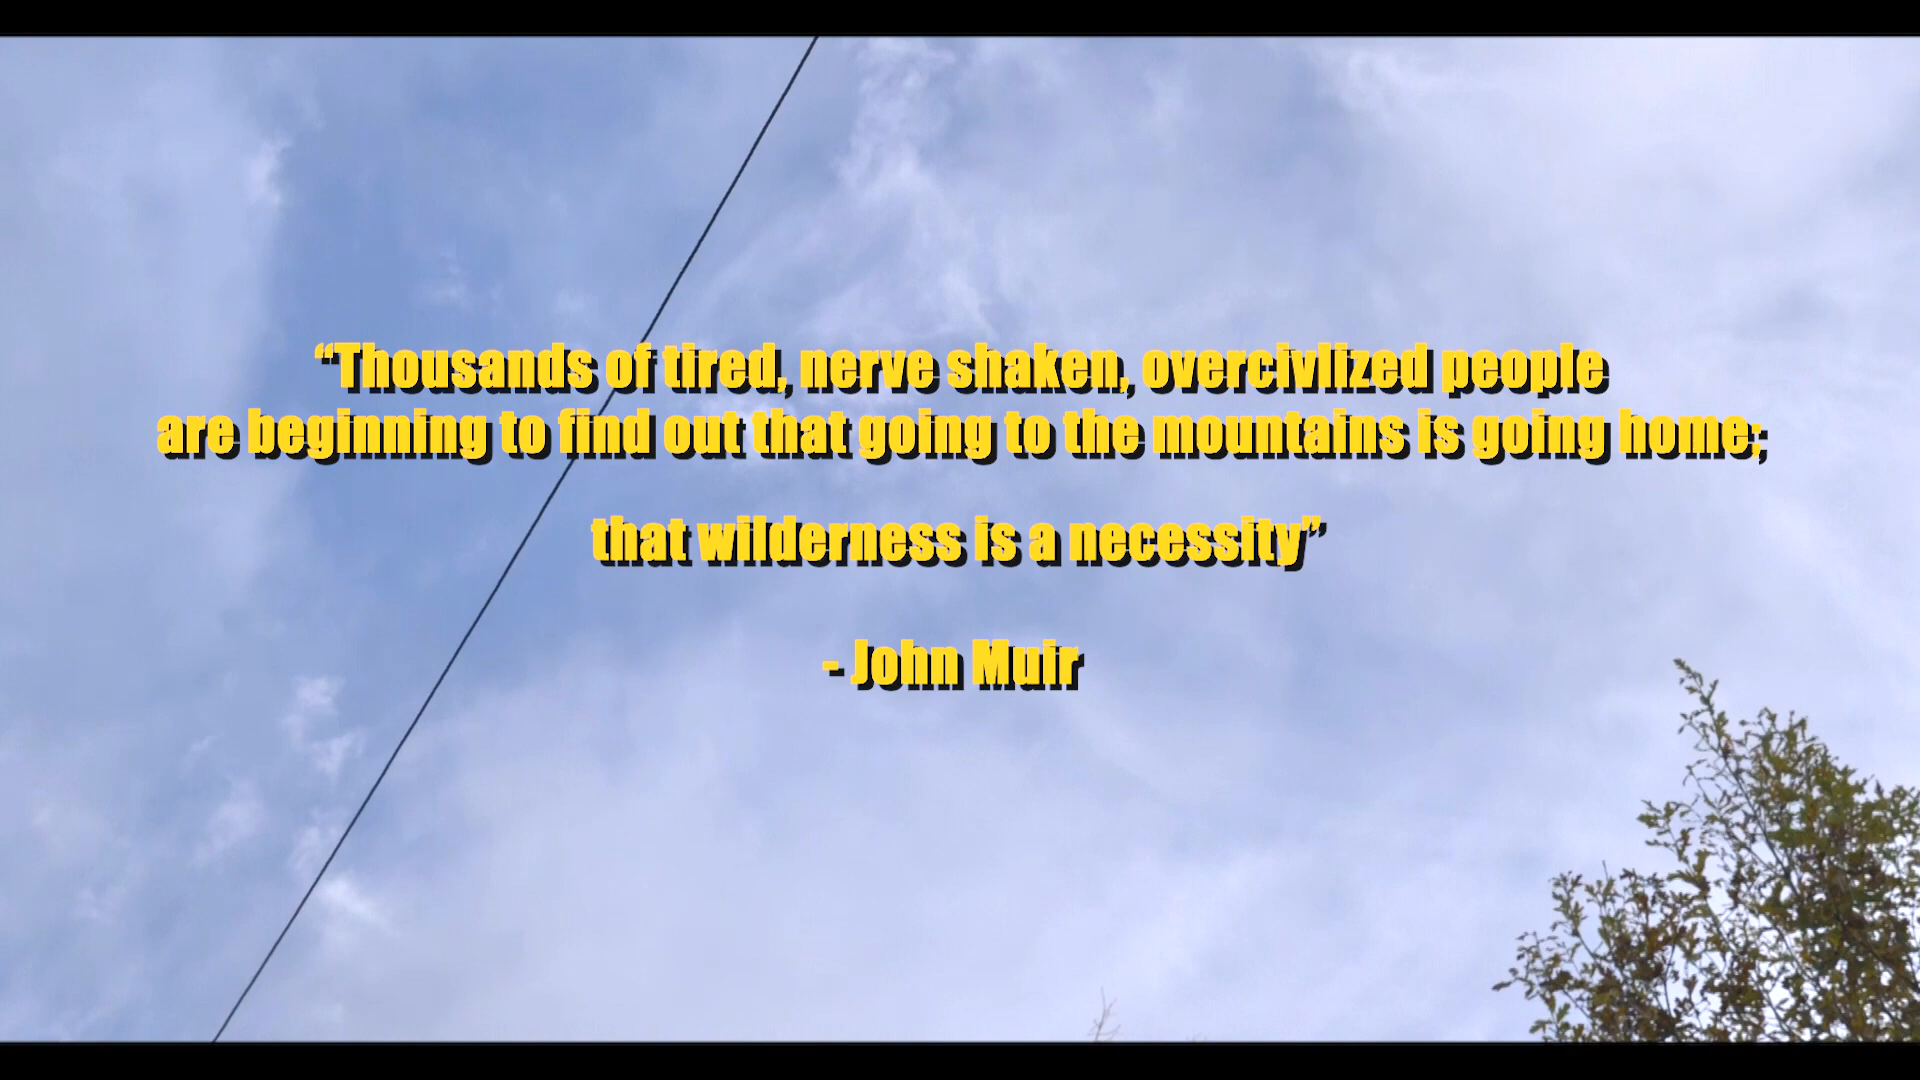 “Thousands of tired, nerve shaken, overcivlized people
are beginning to find out that going to the mountains is going home;
that wilderness is a necessity”
- John Muir